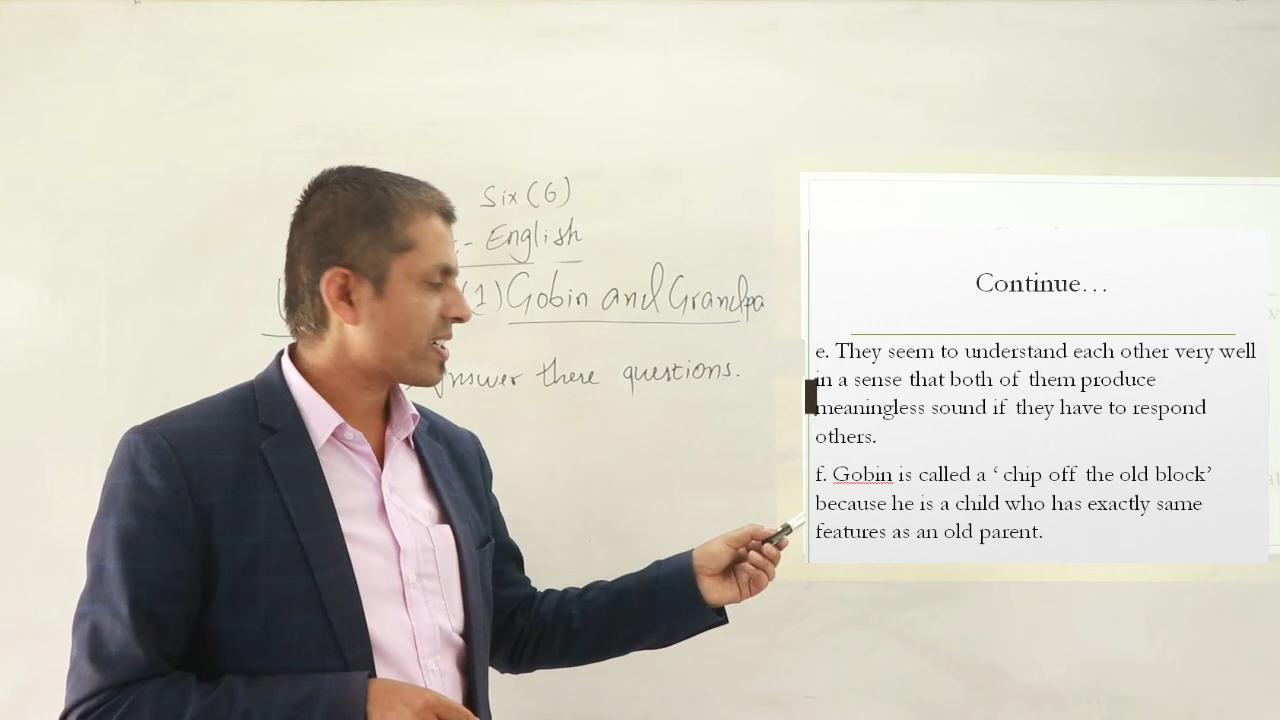 Six (6)
:- English
(1) Gobin and Grandpa
Answer there questions.
Continue…
e. They seem to understand each other very well
in a sense that both of them produce
meaningless sound if they have to respond
others.
f. Gobin is called a ‘ chip off the old block’
because he is a child who has exactly same
features as an old parent.